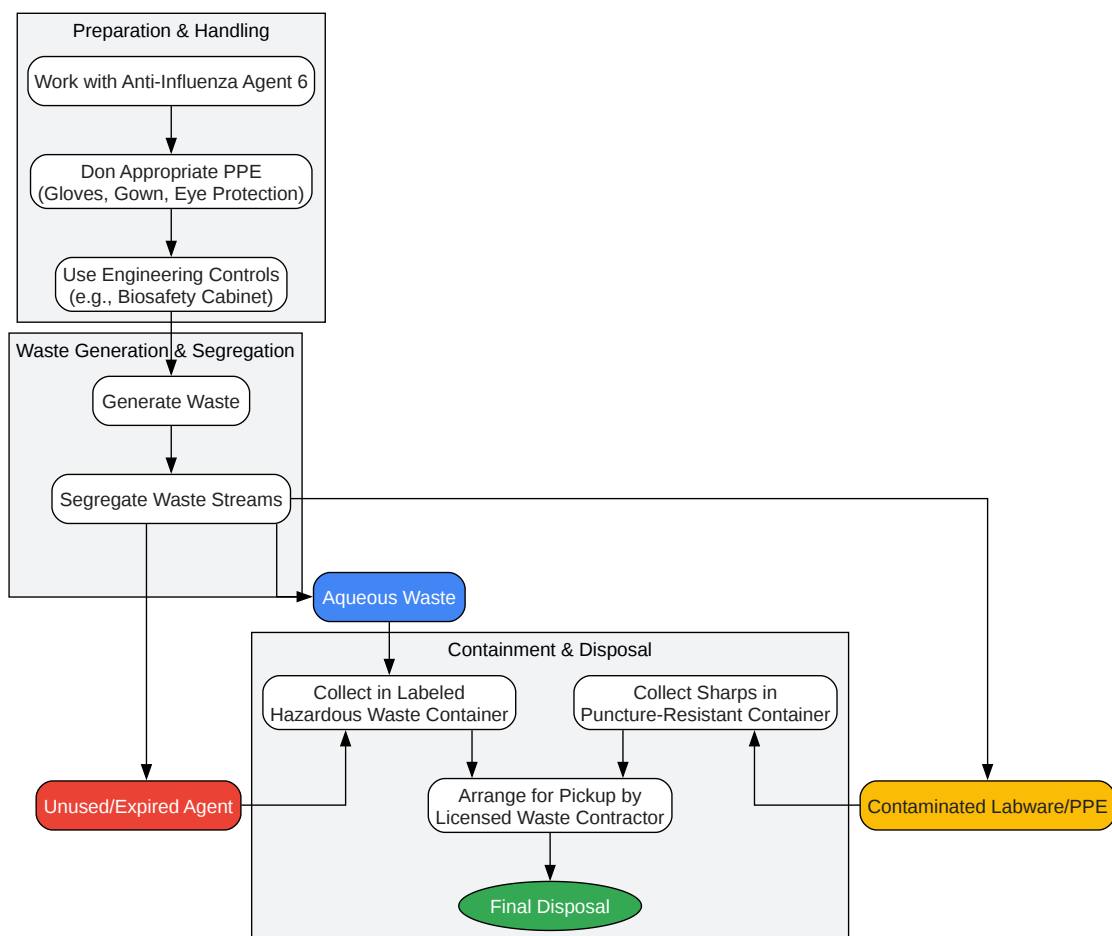 Preparation & Handling
Work with Anti-Influenza Agent 6
Don Appropriate PPE
(Gloves, Gown, Eye Protection)
Use Engineering Controls
(e.g., Biosafety Cabinet)
Waste Generation & Segregation
Generate Waste
Segregate Waste Streams
Aqueous Waste
Containment & Disposal
Collect in Labeled
Hazardous Waste Container
Collect Sharps in
Puncture-Resistant Container
Unused/Expired Agent
Arrange for Pickup by
Licensed Waste Contractor
Contaminated Labware/PPE
Final Disposal